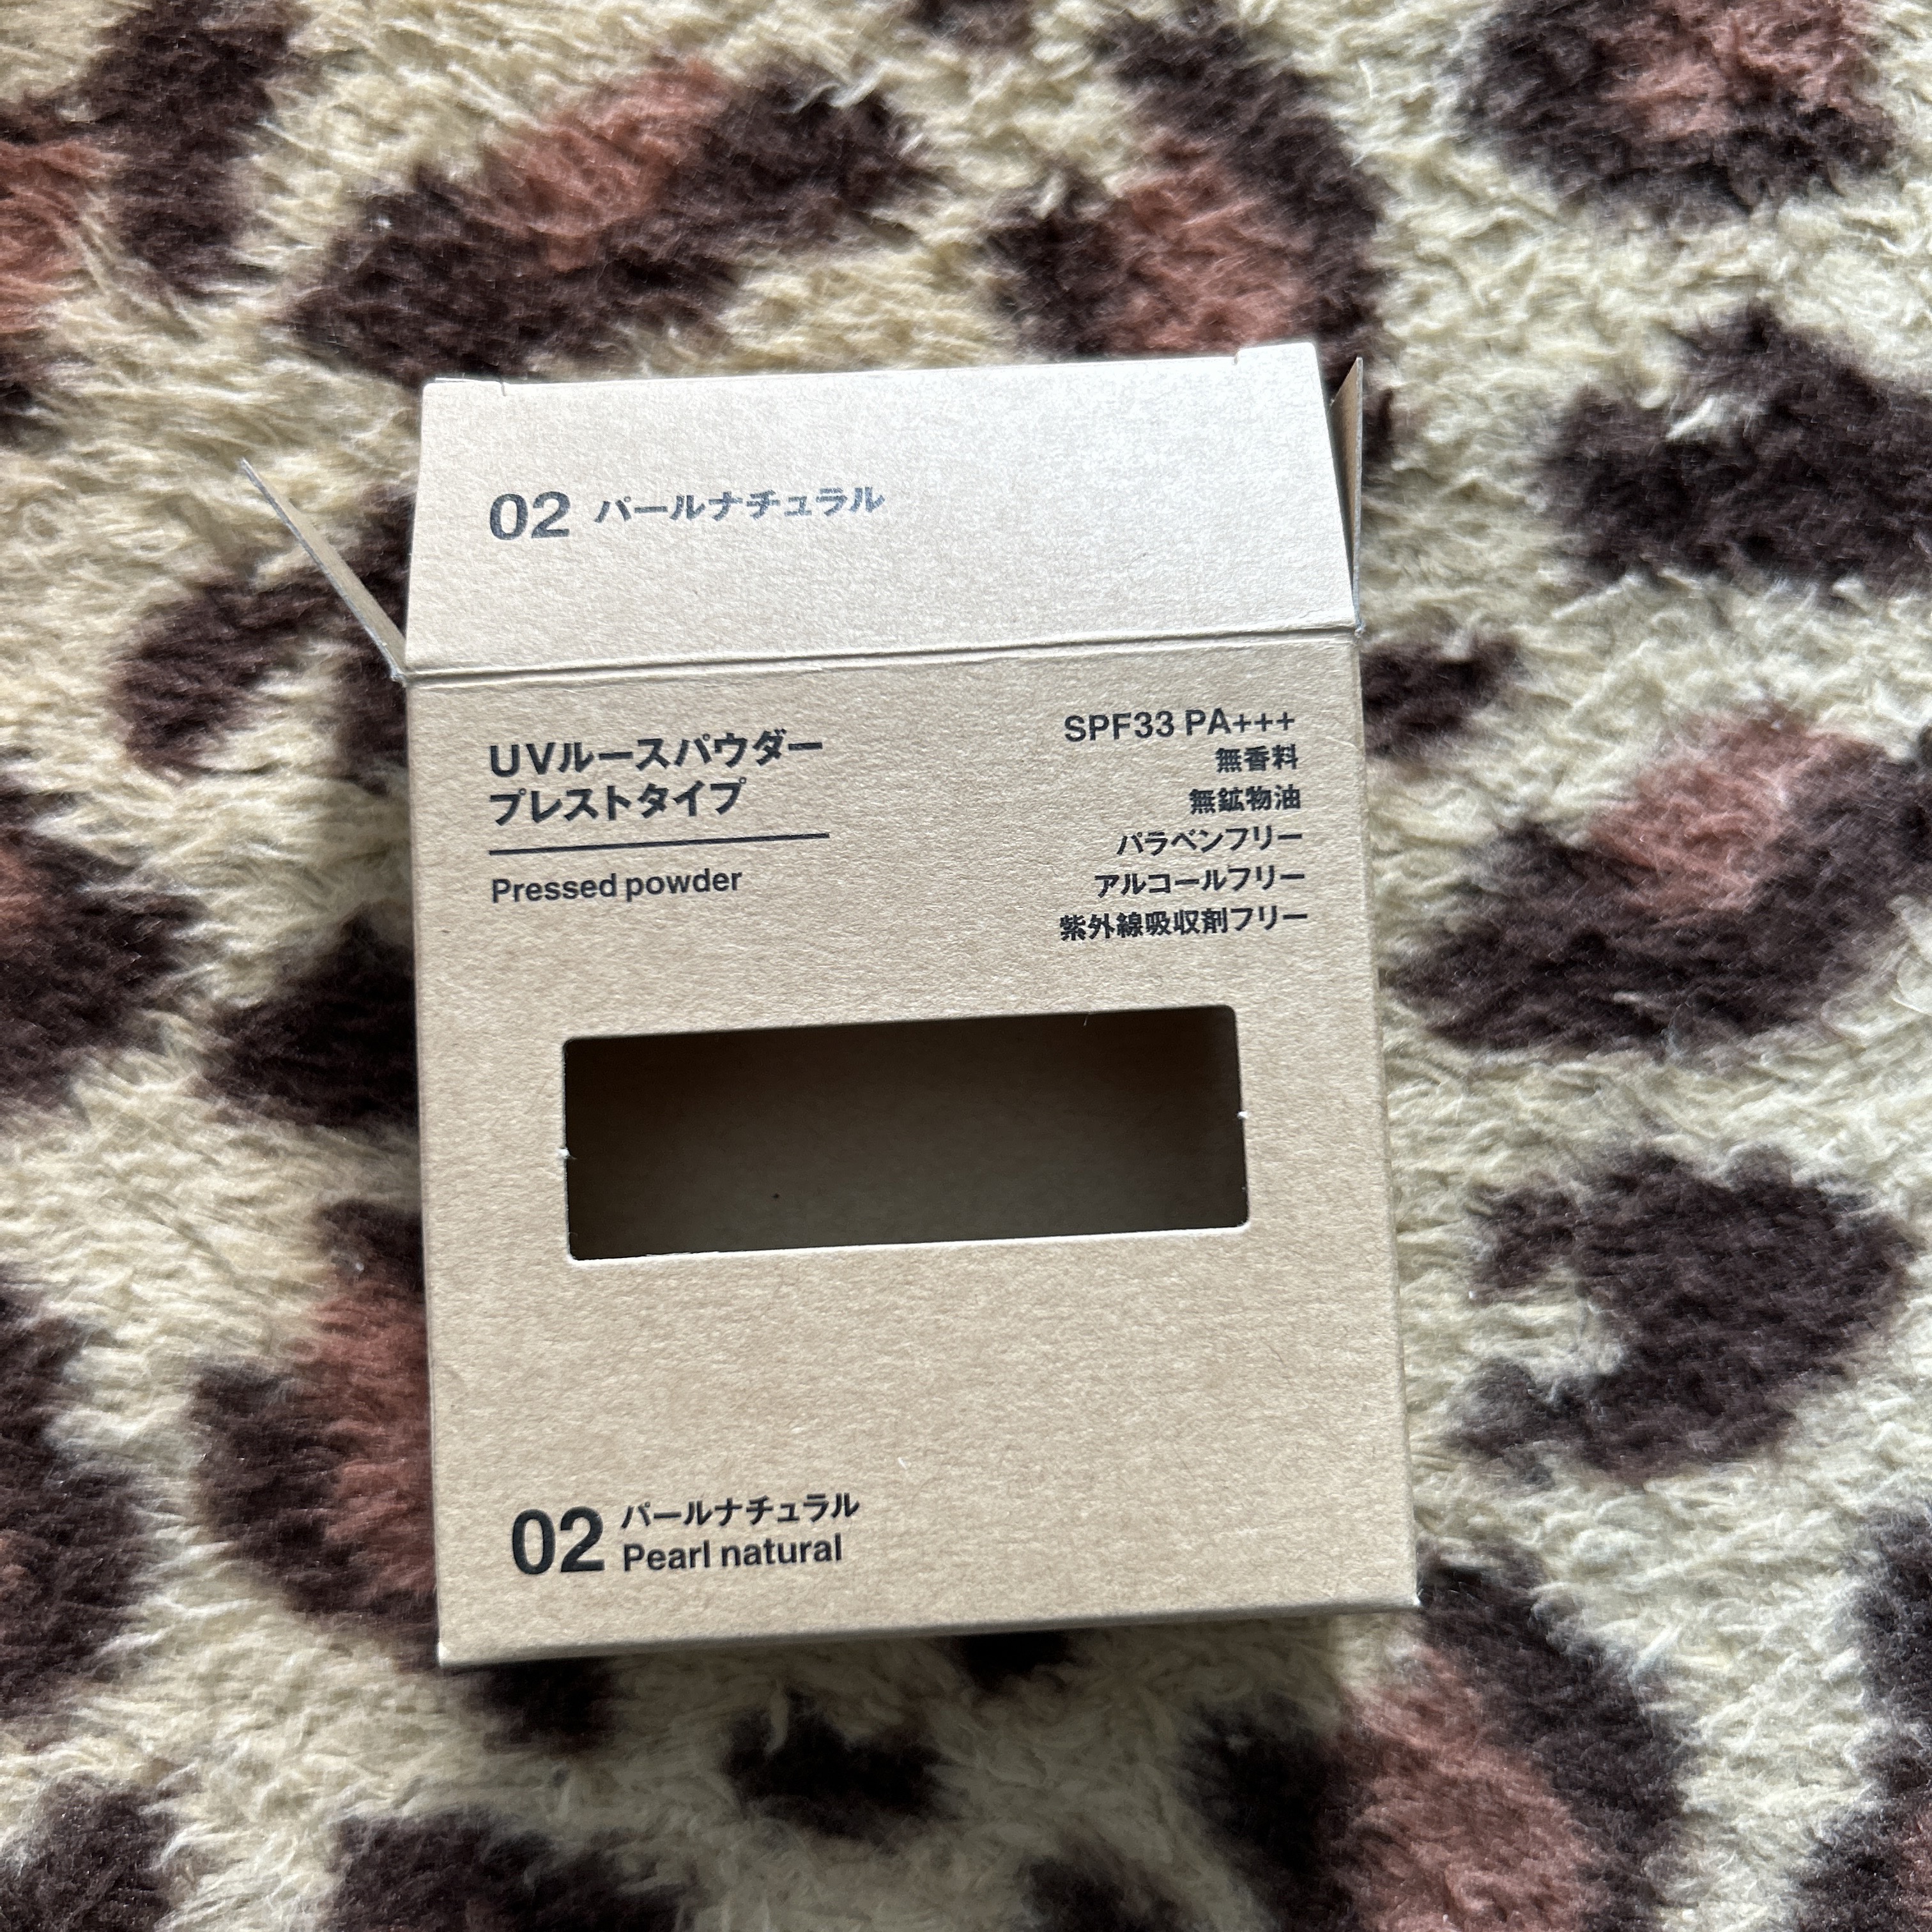 02 パールナチュラル
UVルースパウダー
プレストタイプ
Pressed powder
SPF33 PA+++
無香料
無鉱物油
パラベンフリー
アルコールフリー
紫外線吸収剤フリー
02 パールナチュラル
Pearl natural